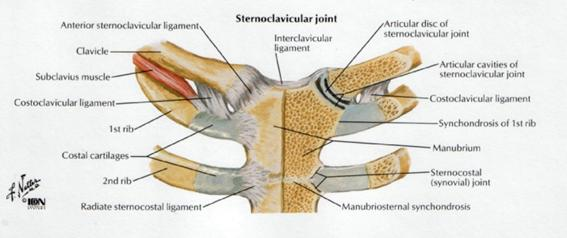 Sternoclavicular joint
Anterior sternoclavicular ligament
Clavicle
Subclavius muscle
Costoclavicular ligament
1st rib
Costal cartilages
2nd rib
Radiate sternocostal ligament
Interclavicular
ligament
Articular disc of
sternoclavicular joint
Articular cavities of
sternoclavicular joint
Costoclavicular ligament
Synchondrosis of 1st rib
Manubrium
Sternocostal
(synovial) joint
Manubriosternal synchondrosis
F. Netter
M.D.
© ICON